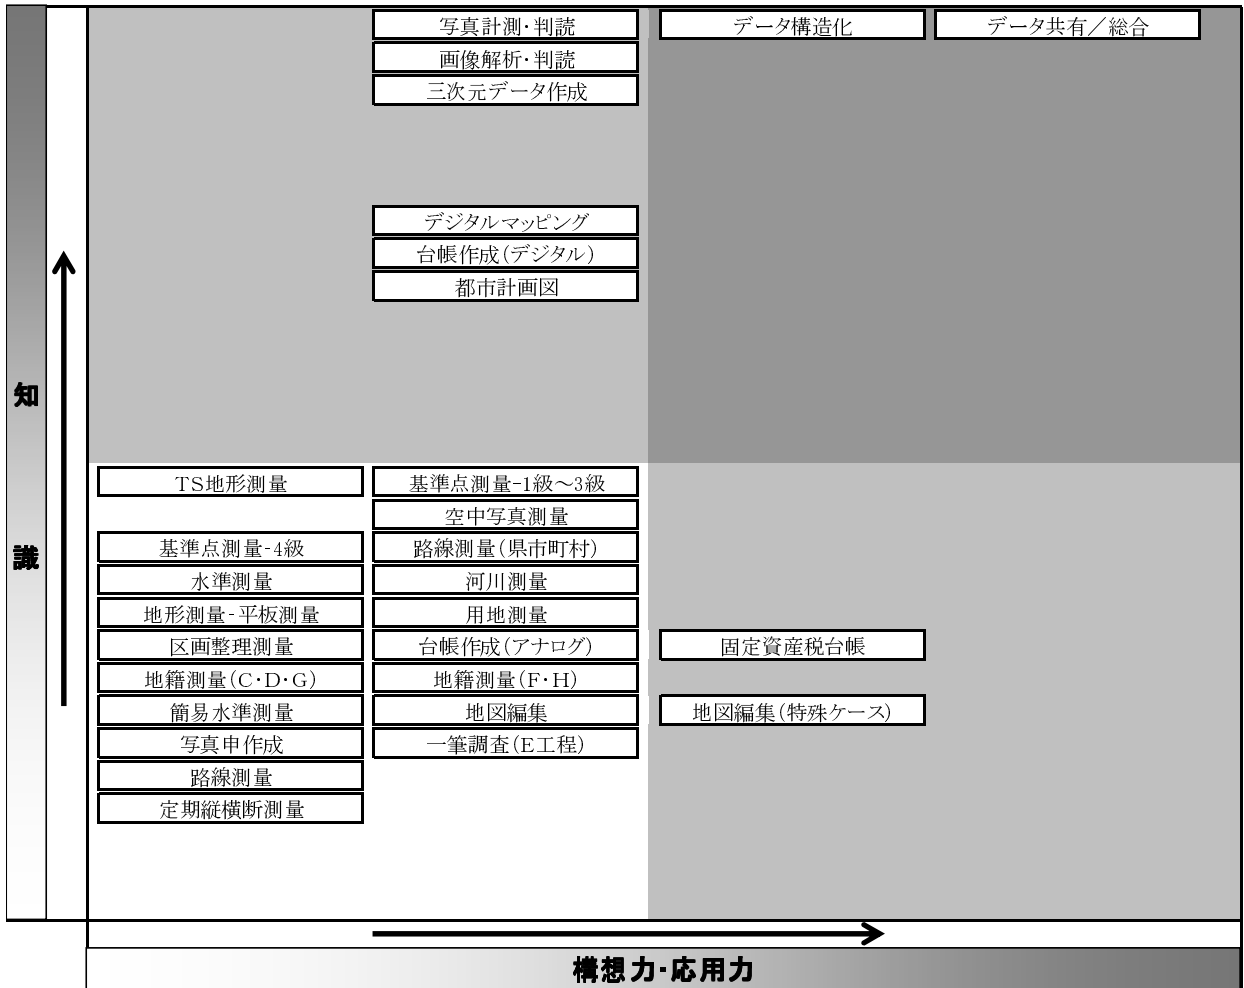 写真計測・判読
データ構造化
データ共有／総合
画像解析・判読
三次元データ作成
デジタルマッピング
台帳作成(デジタル)
都市計画図
知
識
TS地形測量
基準点測量-1級～3級
空中写真測量
基準点測量-4級
路線測量(県市町村)
水準測量
河川測量
地形測量-平板測量
用地測量
区画整理測量
台帳作成(アナログ)
固定資産税台帳
地籍測量(C・D・G)
地籍測量(F・H)
簡易水準測量
地図編集
地図編集(特殊ケース)
写真申作成
一筆調査(E工程)
路線測量
定期縦横断測量
構想力・応用力